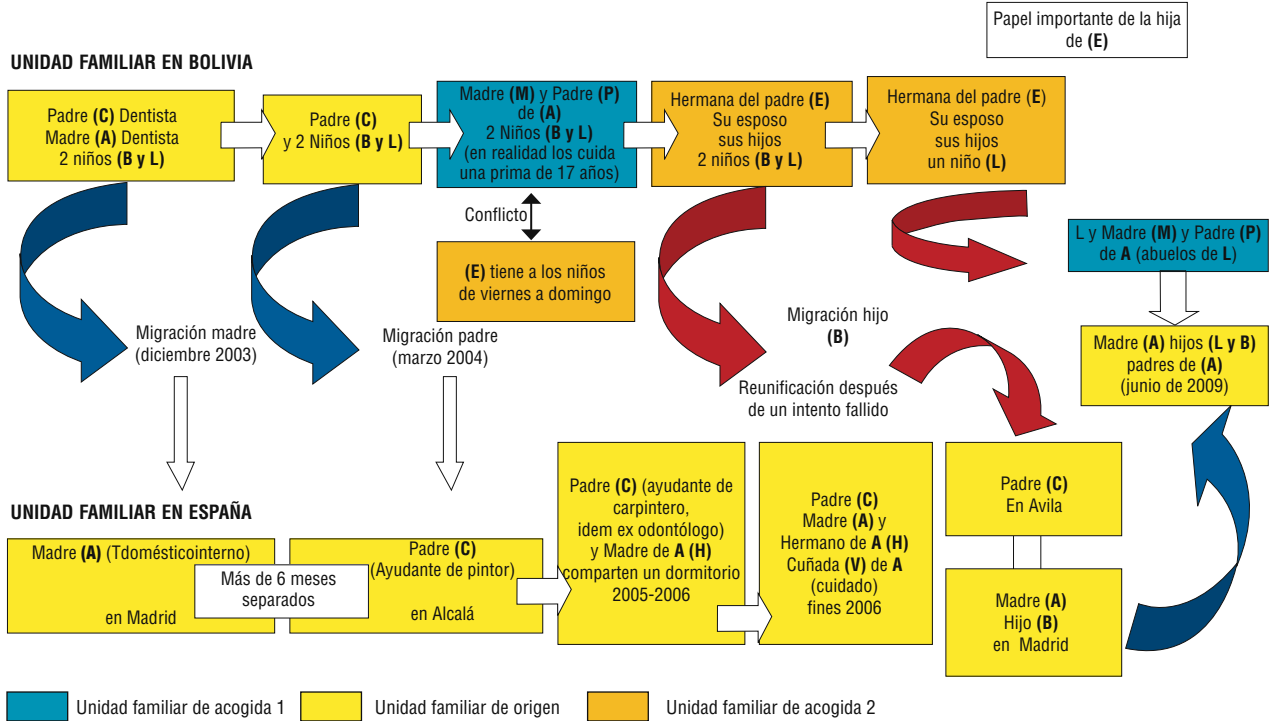 Papel importante de la hija
de (E)
UNIDAD FAMILIAR EN BOLIVIA
Padre (C) Dentista
Madre (A) Dentista
2 niños (B y L)
Padre (C)
y 2 Niños (B y L)
Madre (M) y Padre (P)
de (A)
2 Niños (B y L)
(en realidad los cuida
una prima de 17 años)
Hermana del padre (E)
Su esposo
sus hijos
2 niños (B y L)
Hermana del padre (E)
Su esposo
sus hijos
un niño (L)
Conflicto
(E) tiene a los niños
de viernes a domingo
L y Madre (M) y Padre (P)
de A (abuelos de L)
Migración madre
(diciembre 2003)
Migración padre
(marzo 2004)
Migración hijo
(B)
Reunificación después
de un intento fallido
Madre (A) hijos (L y B)
padres de (A)
(junio de 2009)
UNIDAD FAMILIAR EN ESPAÑA
Madre (A) (Tdomésticointerno)
en Madrid
Más de 6 meses
separados
Padre (C)
(Ayudante de pintor)
en Alcalá
Padre (C) (ayudante de
carpintero,
idem ex odontólogo)
y Madre de A (H)
comparten un dormitorio
2005-2006
Padre (C)
Madre (A) y
Hermano de A (H)
Cuñada (V) de A
(cuidado)
fines 2006
Padre (C)
En Avila
Madre (A)
Hijo (B)
en Madrid
Unidad familiar de acogida 1
Unidad familiar de origen
Unidad familiar de acogida 2